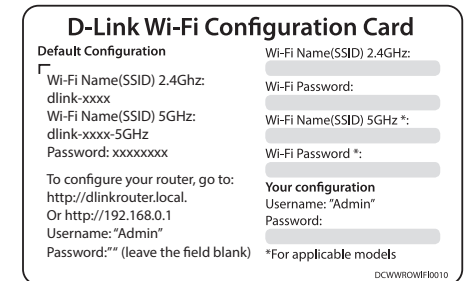 D-Link Wi-Fi Configuration Card
Default Configuration
Wi-Fi Name(SSID) 2.4Ghz:
dlink-xxxx
Wi-Fi Name(SSID) 5GHz:
dlink-xxxx-5GHz
Password: xxxxxxxx
To configure your router, go to:
http://dlinkrouter.local.
Or http://192.168.0.1
Username: “Admin”
Password:"“ (leave the field blank)
Wi-Fi Name(SSID) 2.4GHz:
Wi-Fi Password:
Wi-Fi Name(SSID) 5GHz *:
Wi-Fi Password *:
Your configuration
Username: "Admin"
Password:
*For applicable models
DCWWROWlFl0010